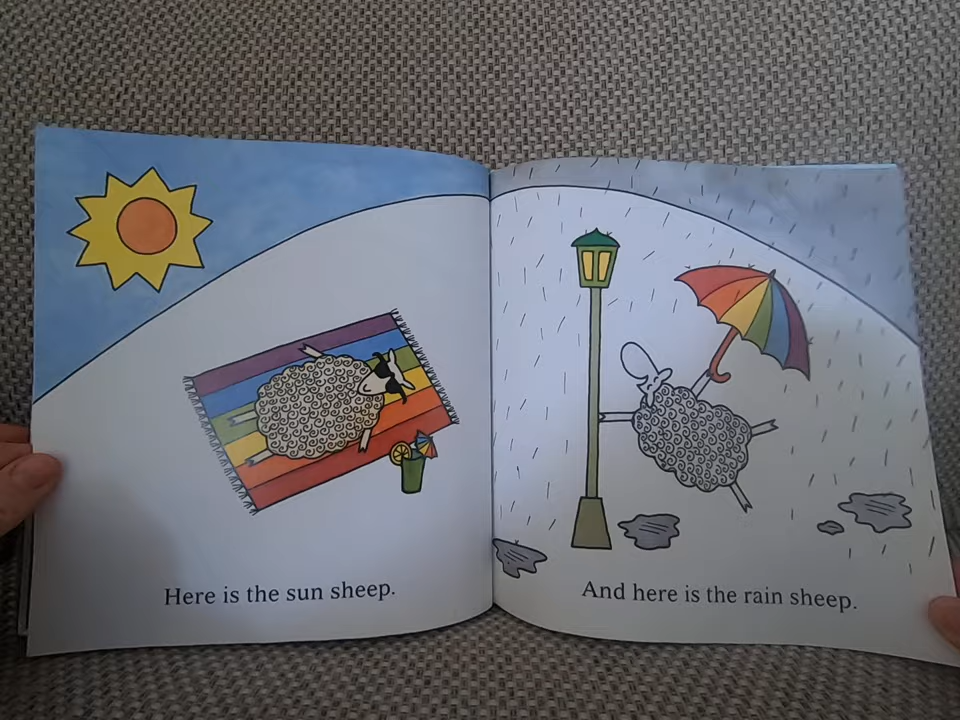 Here is the sun sheep.
And here is the rain sheep.